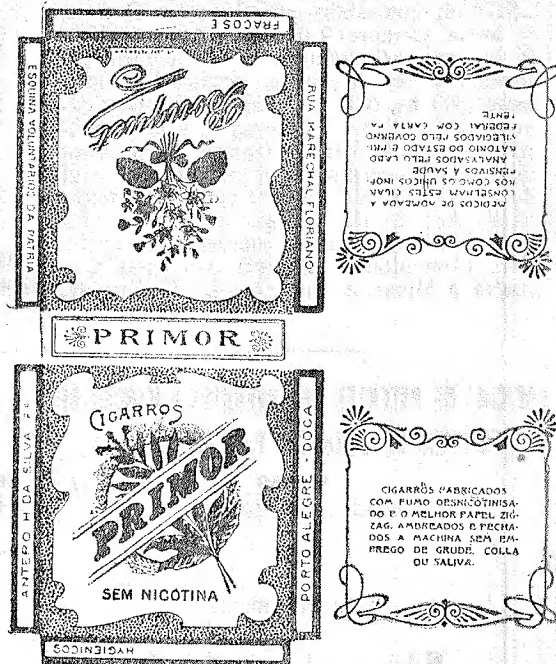 FRACOS E
Bouquet
ESQUINA VOLUNTARIOS DA PATRIA
RUA MARECHAL FLORIANO
MEDICOS DE NOMEADA A
CONSELHAM ESTES CIGAR
ROS COMO OS UNICOS INOF-
FENSIVOS À SAUDE
ANALYSADOS PELO LABO
RATORIO DO ESTADO E PRI
VILEGIADOS PELO GOVERNO
FEDERAL COM CARTA PA
TENTE
PRIMOR
CIGARROS
PRIMOR
SEM NICOTINA
ANTERO H DA SILVA
PORTO ALEGRE - DOCA
HYGIENICOS
CIGARROS FABRICADOS
COM FUMO DESNICOTINISA-
DO E O MELHOR PAPEL ZIG-
ZAG. AMBREADOS E FECHA-
DOS A MACHINA SEM EM-
PREGO DE GRUDE, COLLA
OU SALIVA.